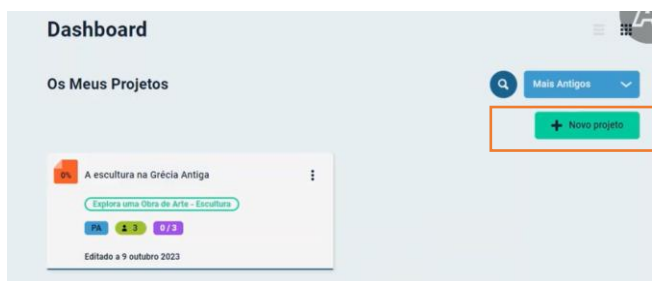 Dashboard
Os Meus Projetos
Mais Antigos
+ Novo projeto
0%
A escultura na Grécia Antiga
Explora uma Obra de Arte - Escultura
PA
3
0/3
Editado a 9 outubro 2023